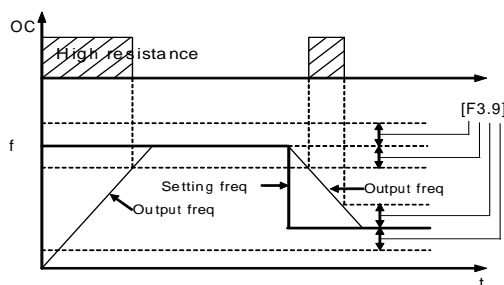 OC
High resistance
[F3.9]
f
Setting freq
Output freq
Output freq
t